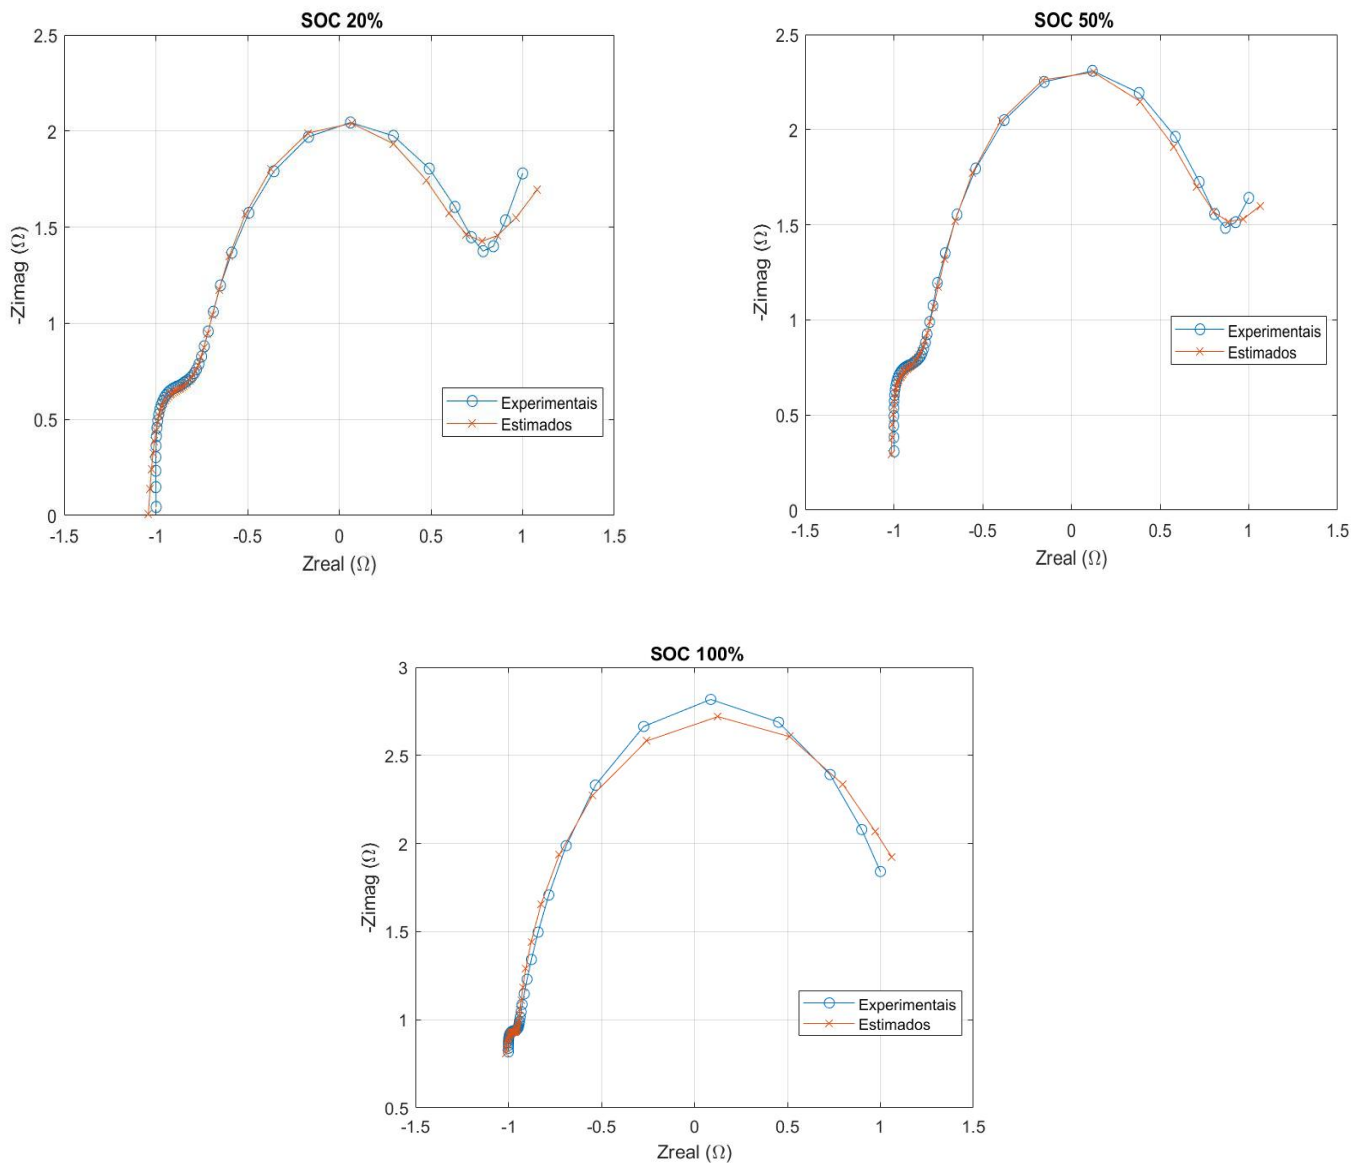 SOC 20%
2.5
2
1.5
1
0.5
0
-Zimag (Ω)
-1.5 -1 -0.5 0 0.5 1 1.5
Zreal (Ω)
Experimentais
Estimados
SOC 50%
2.5
2
1.5
1
0.5
0
-Zimag (Ω)
-1.5 -1 -0.5 0 0.5 1 1.5
Zreal (Ω)
Experimentais
Estimados
SOC 100%
3
2.5
2
1.5
1
0.5
-Zimag (Ω)
-1.5 -1 -0.5 0 0.5 1 1.5
Zreal (Ω)
Experimentais
Estimados